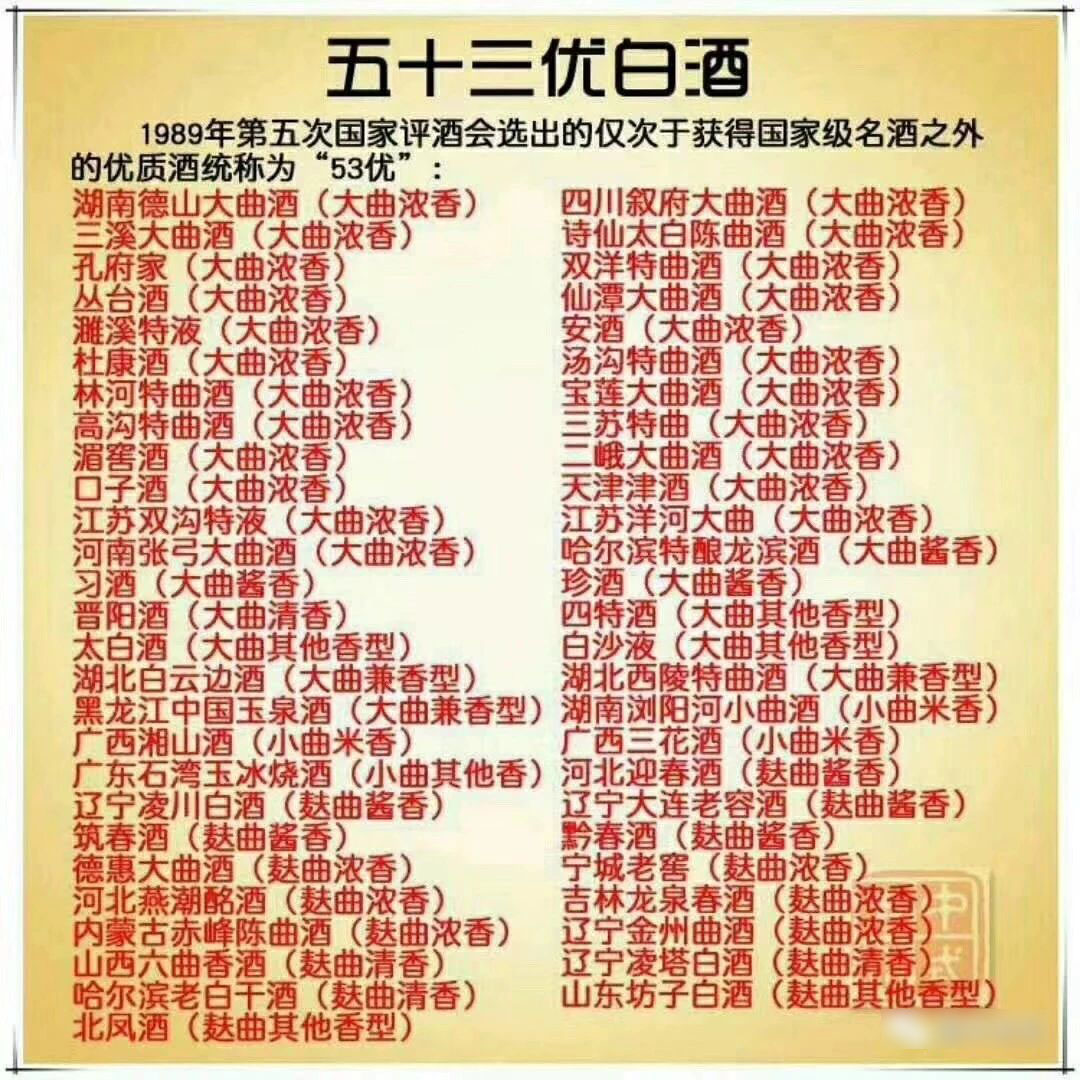 五十三优白酒
1989年第五次国家评酒会选出的仅次于获得国家级名酒之外
的优质酒统称为“53优”：
湖南德山大曲酒（大曲浓香）
四川叙府大曲酒（大曲浓香）
三溪大曲酒（大曲浓香）
诗仙太白陈曲酒（大曲浓香）
孔府家（大曲浓香）
双洋特曲酒（大曲浓香）
丛台酒（大曲浓香）
仙潭大曲酒（大曲浓香）
濉溪特液（大曲浓香）
安酒（大曲浓香）
杜康酒（大曲浓香）
汤沟特曲酒（大曲浓香）
林河特曲酒（大曲浓香）
宝莲大曲酒（大曲浓香）
高沟特曲酒（大曲浓香）
三苏特曲（大曲浓香）
湄窖酒（大曲浓香）
二峨大曲酒（大曲浓香）
口子酒（大曲浓香）
天津津酒（大曲浓香）
江苏双沟特液（大曲浓香）
江苏洋河大曲（大曲浓香）
河南张弓大曲酒（大曲浓香）
哈尔滨特酿龙滨酒（大曲酱香）
习酒（大曲酱香）
珍酒（大曲酱香）
晋阳酒（大曲清香）
四特酒（大曲其他香型）
太白酒（大曲其他香型）
白沙液（大曲其他香型）
湖北白云边酒（大曲兼香型）
湖北西陵特曲酒（大曲兼香型）
黑龙江中国玉泉酒（大曲兼香型）
湖南浏阳河小曲酒（小曲米香）
广西湘山酒（小曲米香）
广西三花酒（小曲米香）
广东石湾玉冰烧酒（小曲其他香）
河北迎春酒（麸曲酱香）
辽宁凌川白酒（麸曲酱香）
辽宁大连老窖酒（麸曲酱香）
筑春酒（麸曲酱香）
黔春酒（麸曲酱香）
德惠大曲酒（麸曲浓香）
宁城老窖（麸曲浓香）
河北燕潮酩酒（麸曲浓香）
吉林龙泉春酒（麸曲浓香）
内蒙古赤峰陈曲酒（麸曲浓香）
辽宁金州曲酒（麸曲浓香）
山西六曲香酒（麸曲清香）
辽宁凌塔白酒（麸曲清香）
哈尔滨老白干酒（麸曲清香）
山东坊子白酒（麸曲其他香型）
北凤酒（麸曲其他香型）